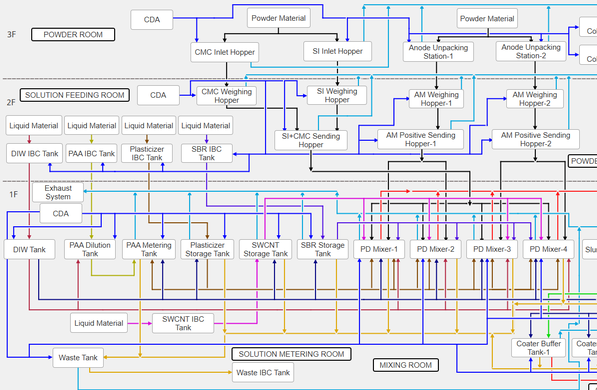 CDA
Powder Material
Powder Material
3F
POWDER ROOM
CMC Inlet Hopper
SI Inlet Hopper
Anode Unpacking
Station-1
Anode Unpacking
Station-2
2F
SOLUTION FEEDING ROOM
CDA
CMC Weighing
Hopper
SI Weighing
Hopper
AM Weighing
Hopper-1
AM Weighing
Hopper-2
Liquid Material
Liquid Material
Liquid Material
Liquid Material
SI+CMC Sending
Hopper
AM Positive Sending
Hopper-1
AM Positive Sending
Hopper-2
DIW IBC Tank
PAA IBC Tank
Plasticizer
IBC Tank
SBR IBC
Tank
1F
Exhaust
System
CDA
DIW Tank
PAA Dilution
Tank
PAA Metering
Tank
Plasticizer
Storage Tank
SWCNT
Storage Tank
SBR Storage
Tank
PD Mixer-1
PD Mixer-2
PD Mixer-3
PD Mixer-4
Liquid Material
SWCNT IBC
Tank
Coater Buffer
Tank-1
Waste Tank
SOLUTION METERING ROOM
MIXING ROOM
Waste IBC Tank